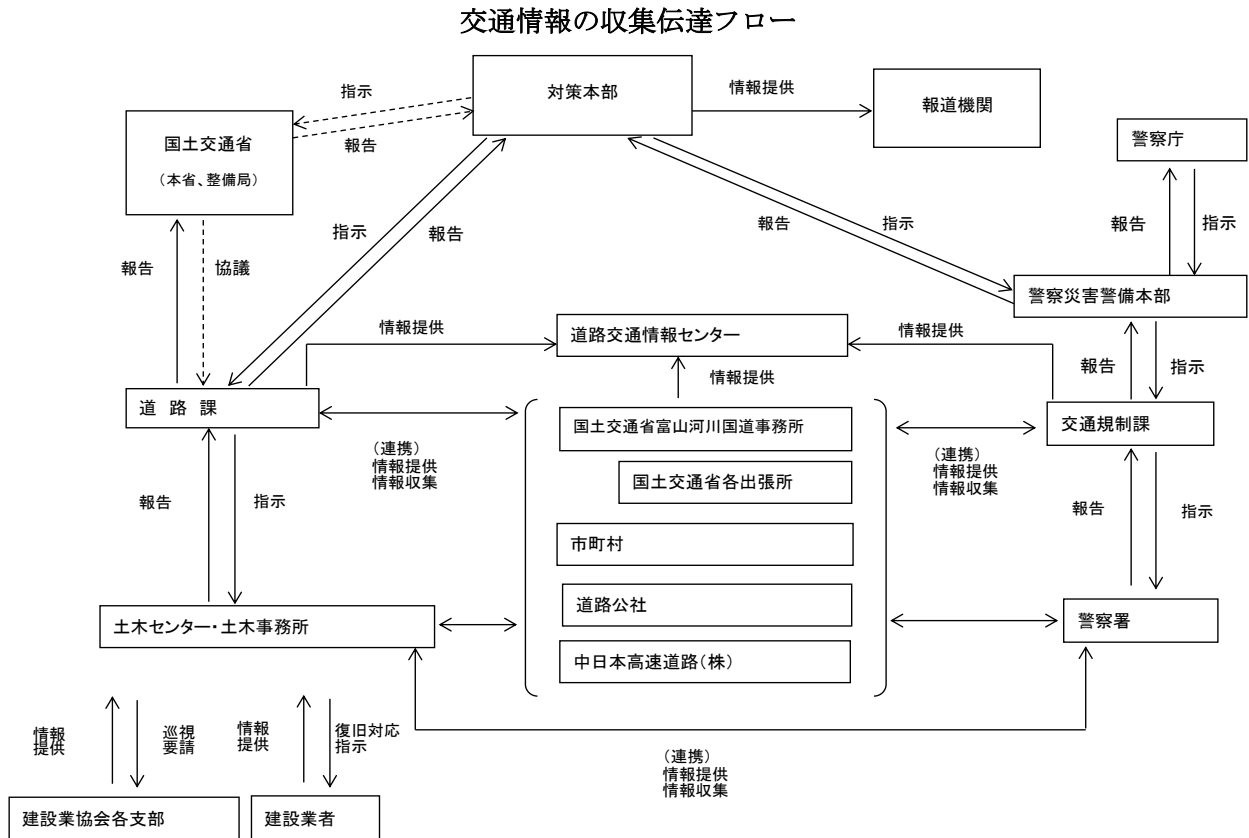 交通情報の収集伝達フロー
対策本部
情報提供
報道機関
指示
報告
国土交通省
（本省、整備局）
警察庁
報告
指示
指示
報告
報告
指示
報告
協議
警察災害警備本部
情報提供
道路交通情報センター
情報提供
情報提供
報告
指示
道 路 課
国土交通省富山河川国道事務所
交通規制課
（連携）
情報提供
情報収集
国土交通省各出張所
（連携）
情報提供
情報収集
報告
指示
市町村
報告
指示
道路公社
土木センター・土木事務所
警察署
中日本高速道路（株）
情報
提供
巡視
要請
情報
提供
復旧対応
指示
（連携）
情報提供
情報収集
建設業協会各支部
建設業者